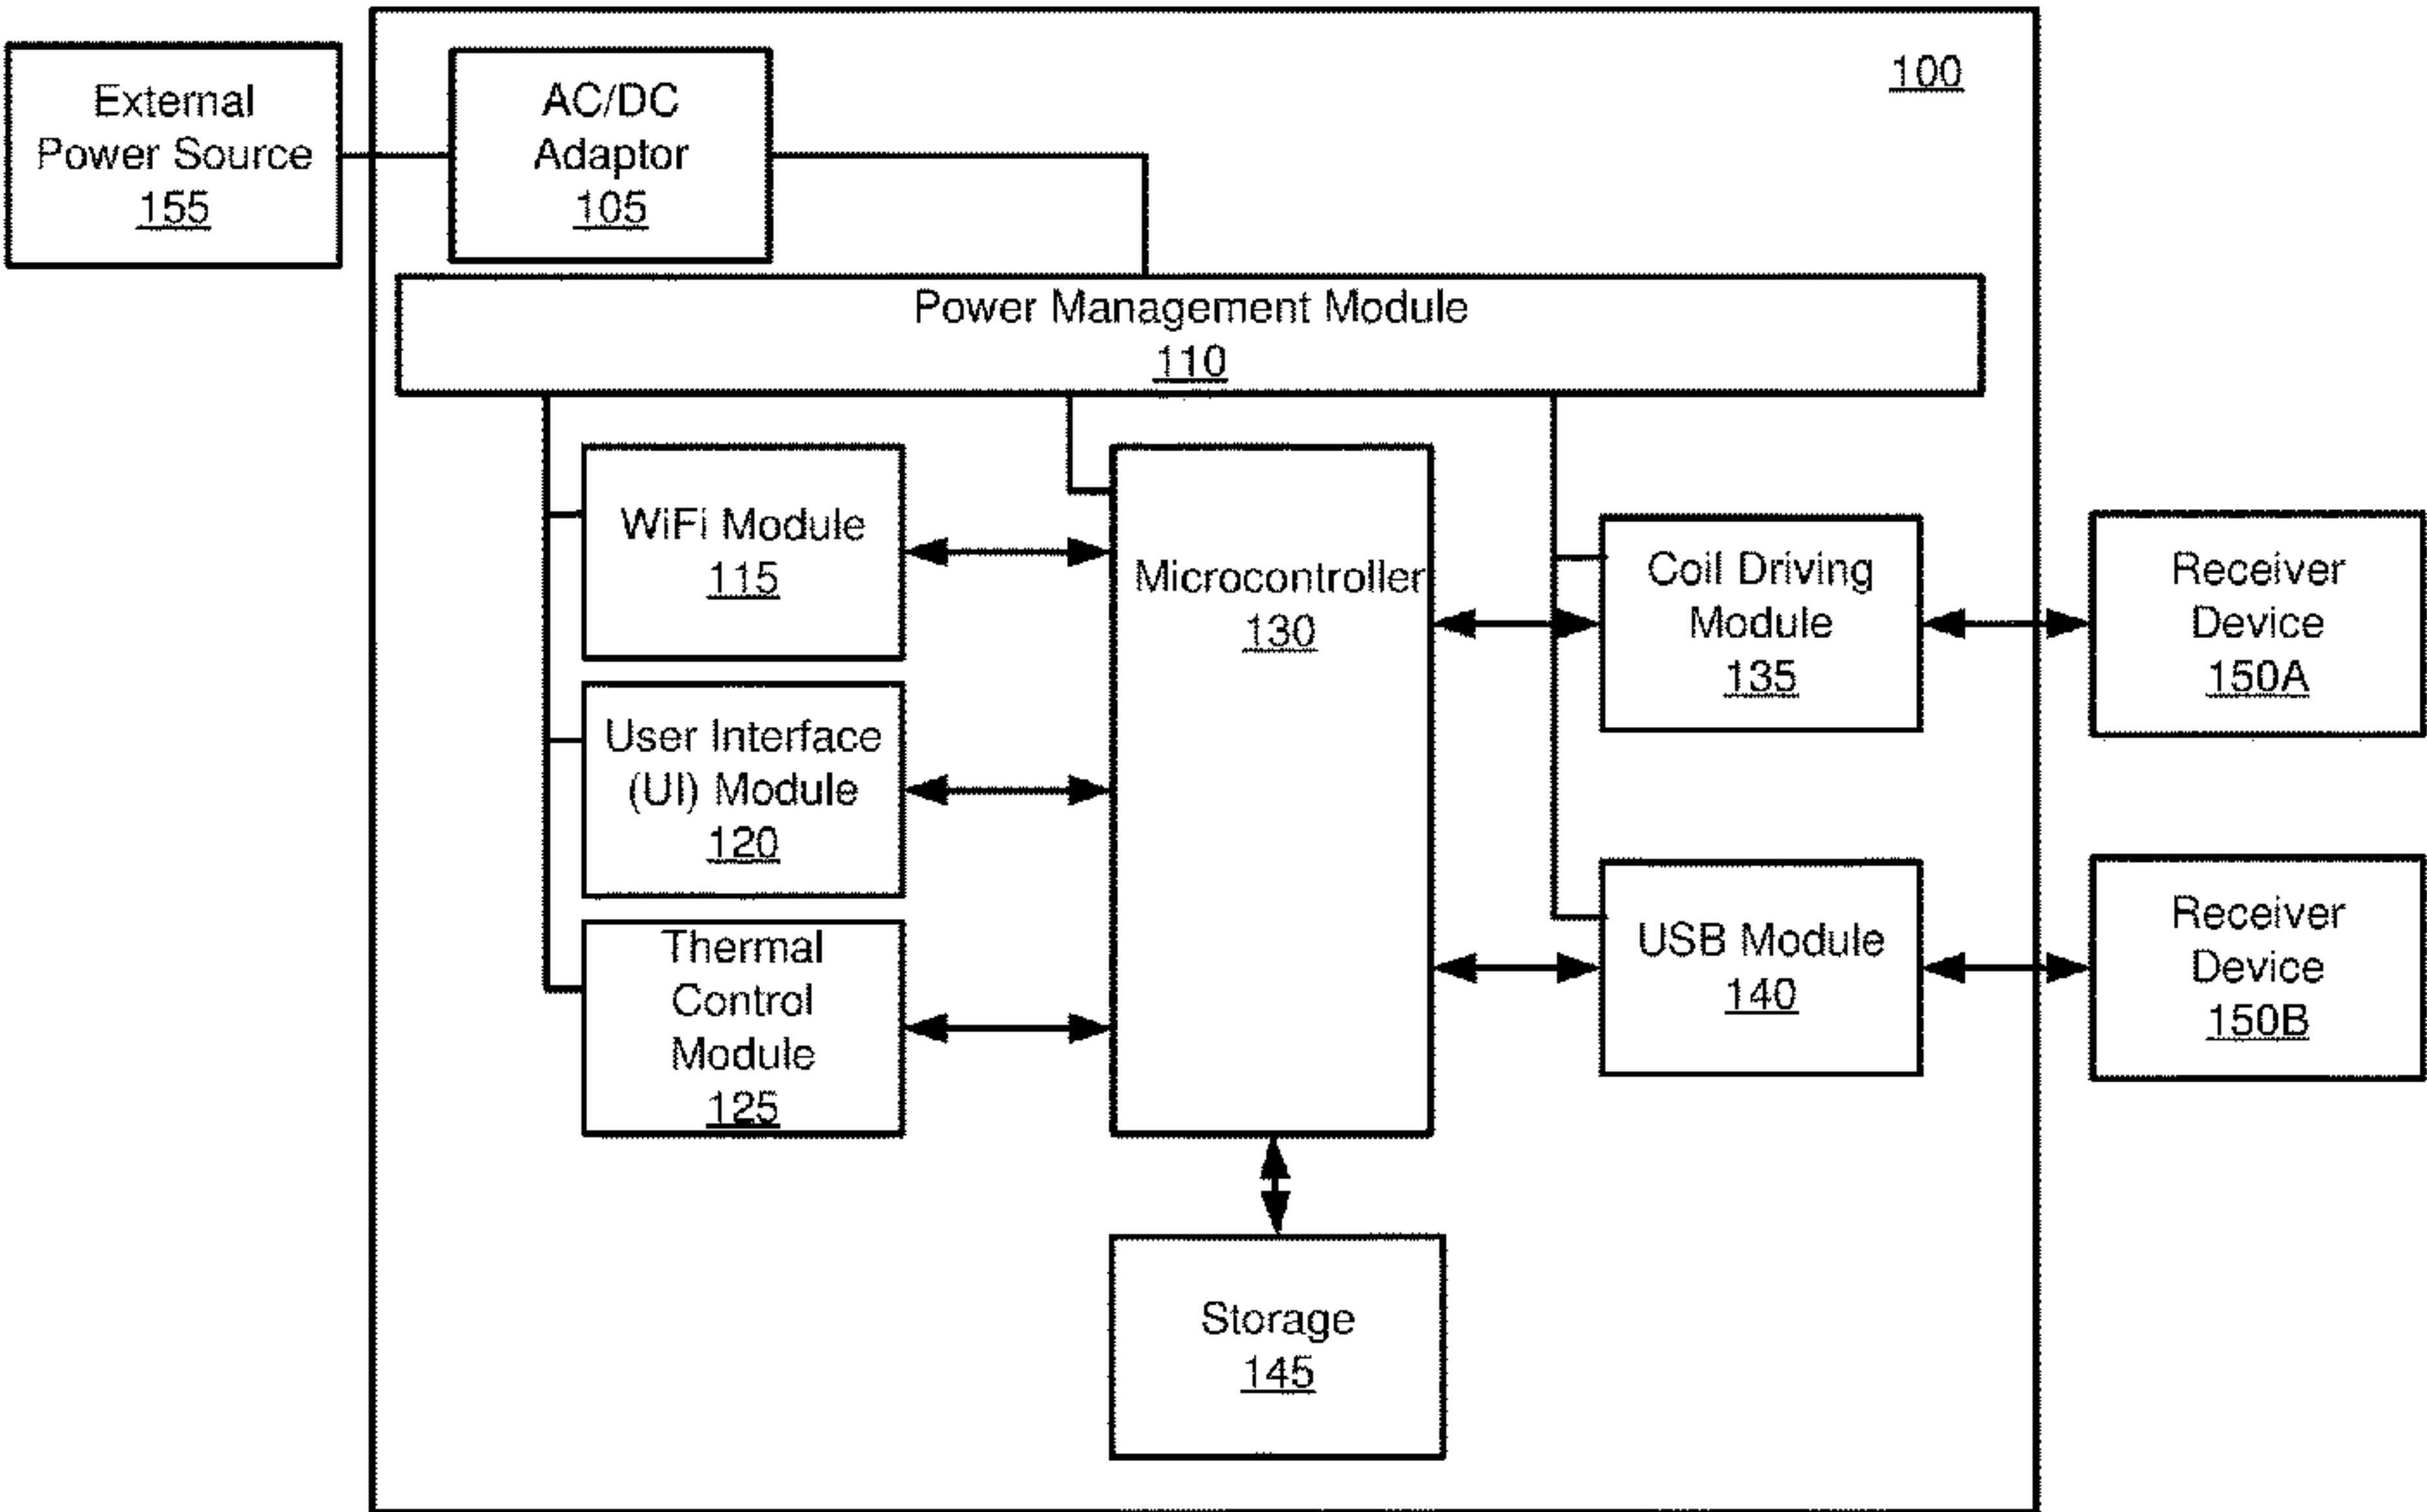 100
External
Power Source
155
AC/DC
Adaptor
105
Power Management Module
110
WiFi Module
115
User Interface
(UI) Module
120
Thermal
Control
Module
125
Microcontroller
130
Coil Driving
Module
135
USB Module
140
Receiver
Device
150A
Receiver
Device
150B
Storage
145